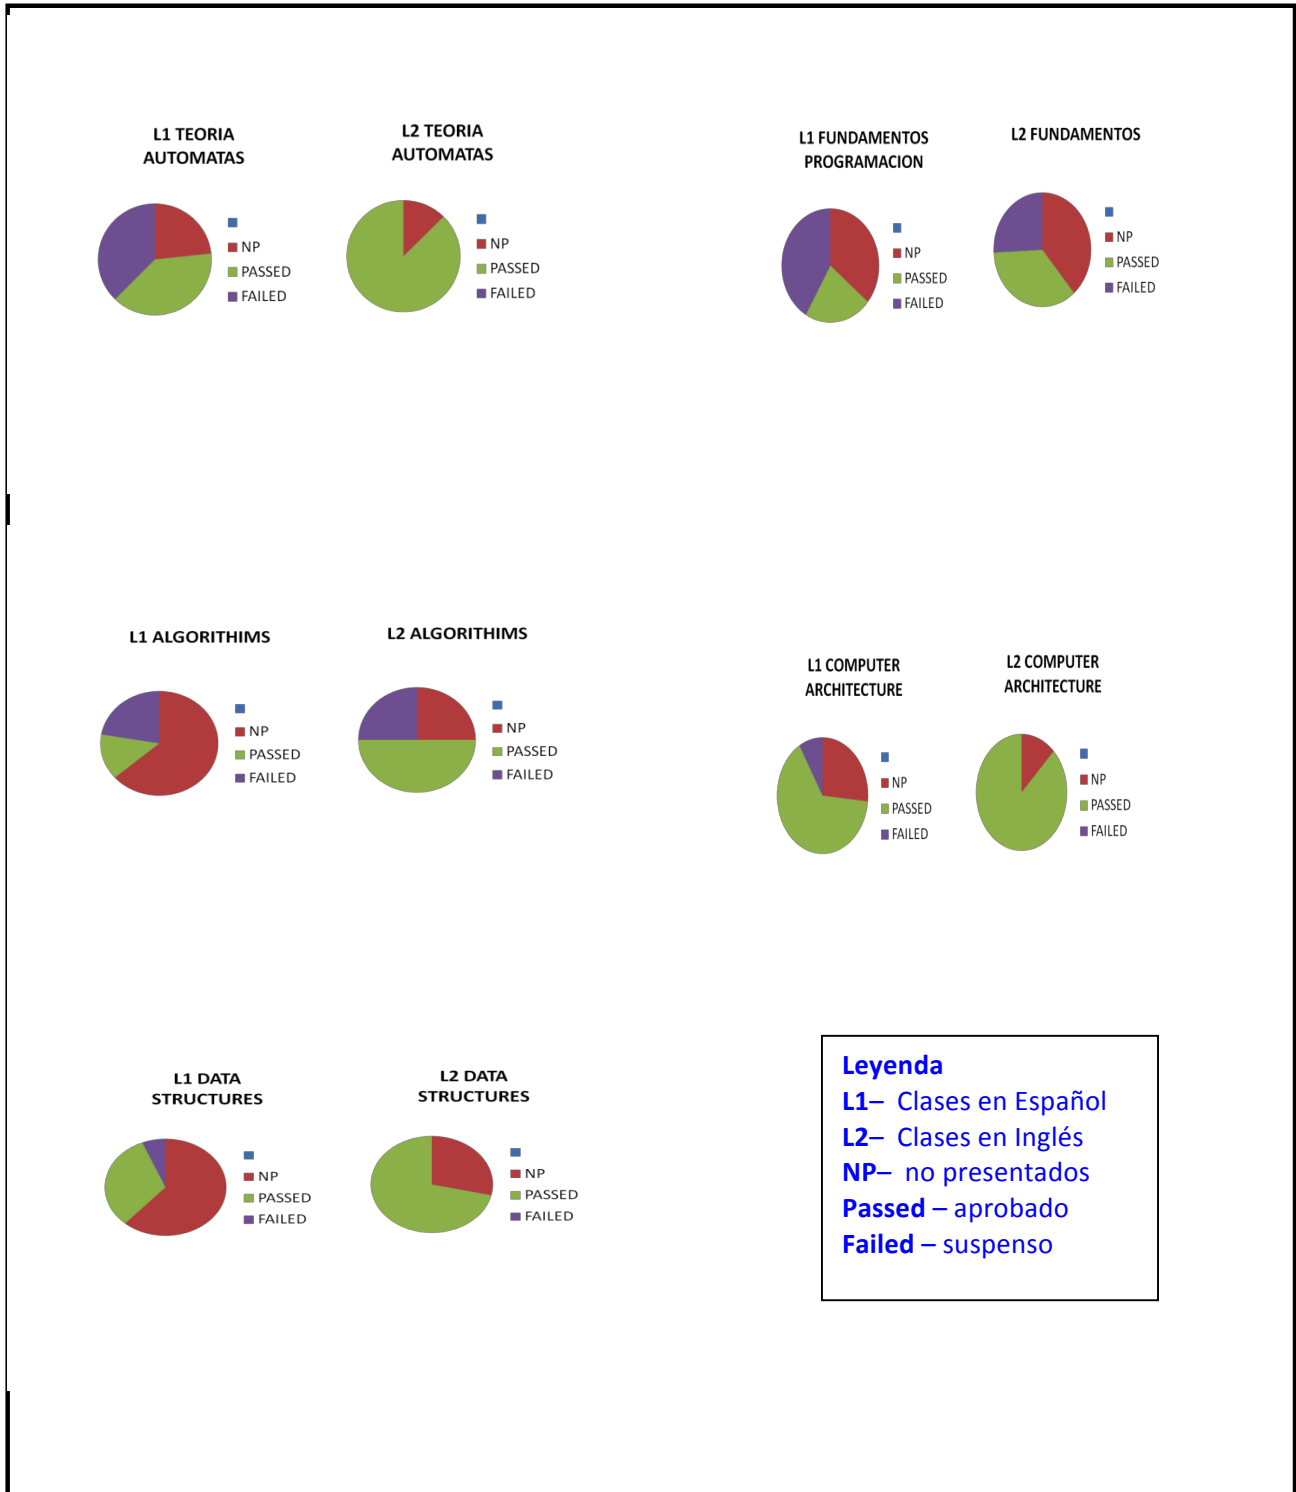 L1 TEORIA
AUTOMATAS
NP
PASSED
FAILED
L2 TEORIA
AUTOMATAS
NP
PASSED
FAILED
L1 FUNDAMENTOS
PROGRAMACION
NP
PASSED
FAILED
L2 FUNDAMENTOS
NP
PASSED
FAILED
L1 ALGORITHIMS
NP
PASSED
FAILED
L2 ALGORITHIMS
NP
PASSED
FAILED
L1 COMPUTER
ARCHITECTURE
NP
PASSED
FAILED
L2 COMPUTER
ARCHITECTURE
NP
PASSED
FAILED
L1 DATA
STRUCTURES
NP
PASSED
FAILED
L2 DATA
STRUCTURES
NP
PASSED
FAILED
Leyenda
L1– Clases en Español
L2– Clases en Inglés
NP– no presentados
Passed – aprobado
Failed – suspenso